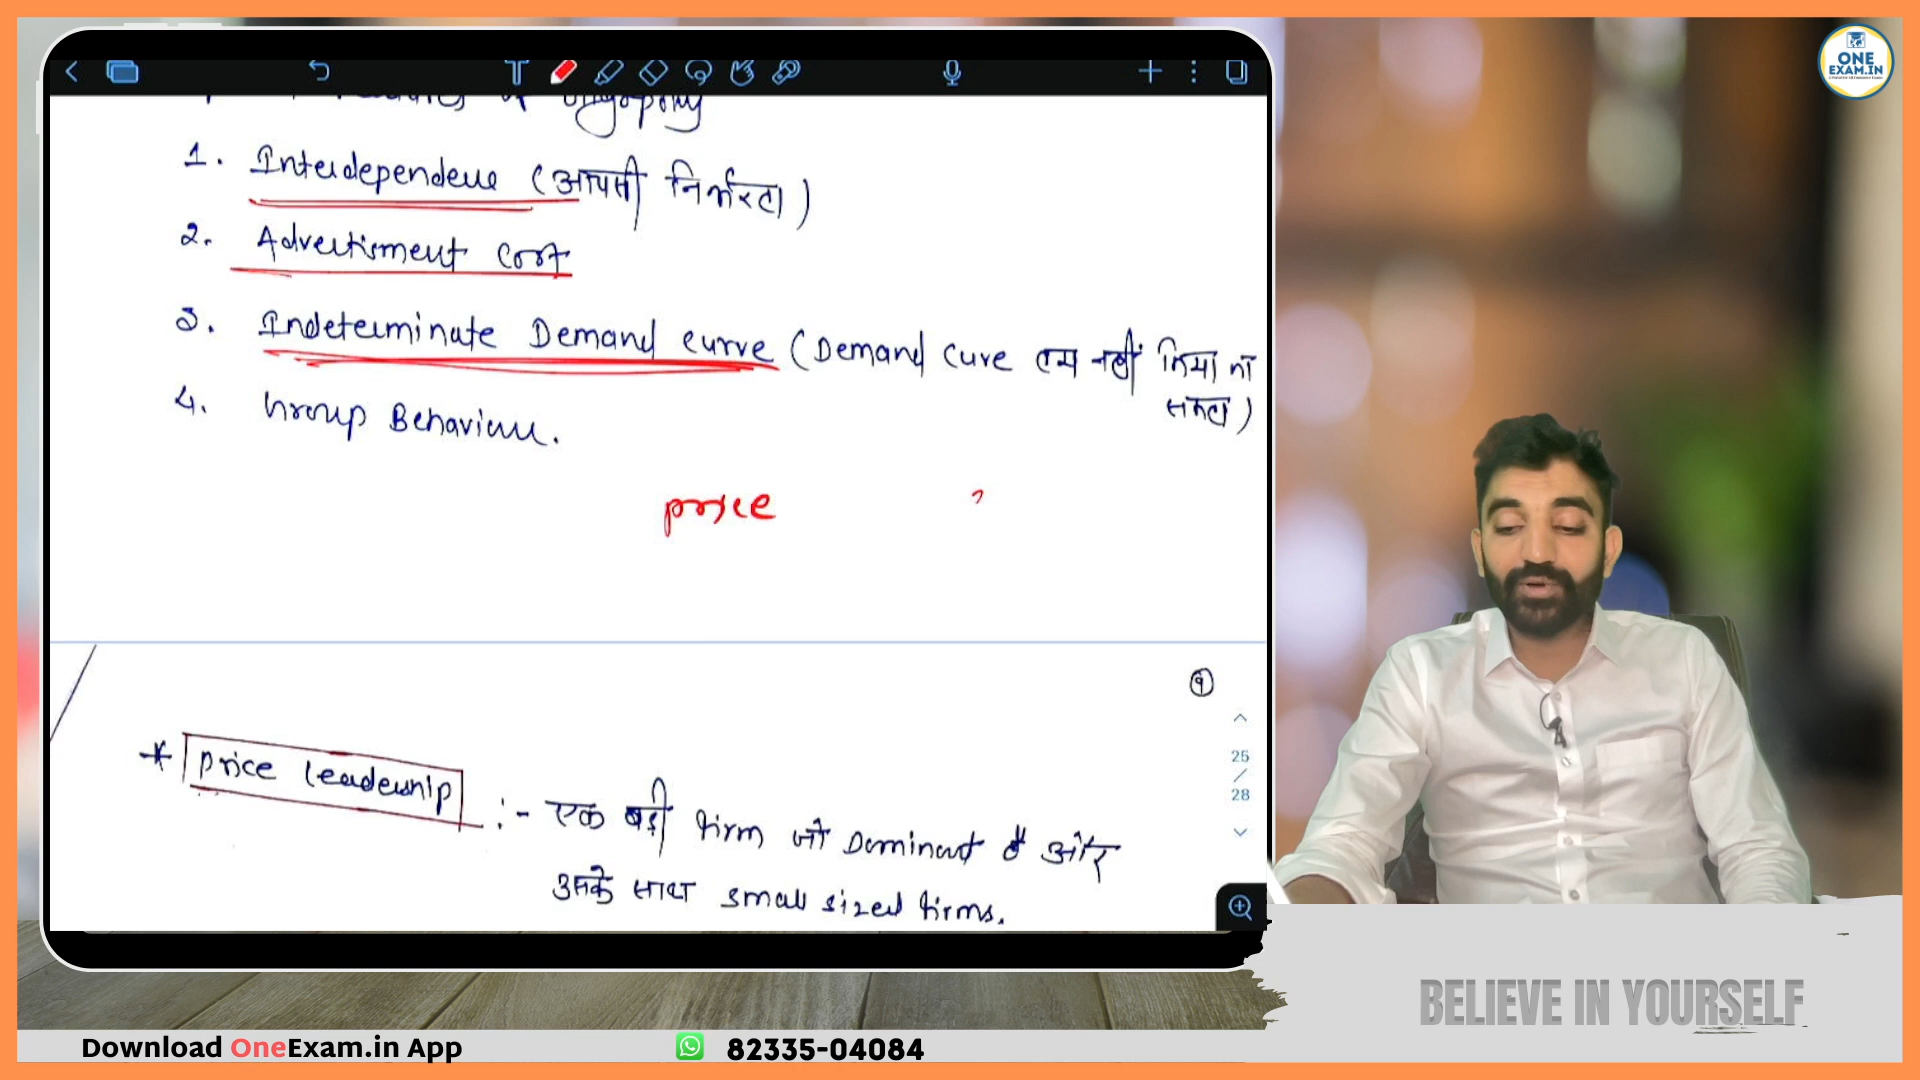 Oligopoly
1. Interdependence (आपसी निर्भरता)
2. Advertisment Cost
3. Indeterminate Demand curve (Demand Curve तय नहीं किया जा
सकता)
4. Group Behaviour.
price ?
9
* Price leadership :- एक बड़ी firm जो Dominant है और
उसके साथ small sized firms.
25
/
28
ONE
EXAM.IN
BELIEVE IN YOURSELF
Download OneExam.in App 82335-04084